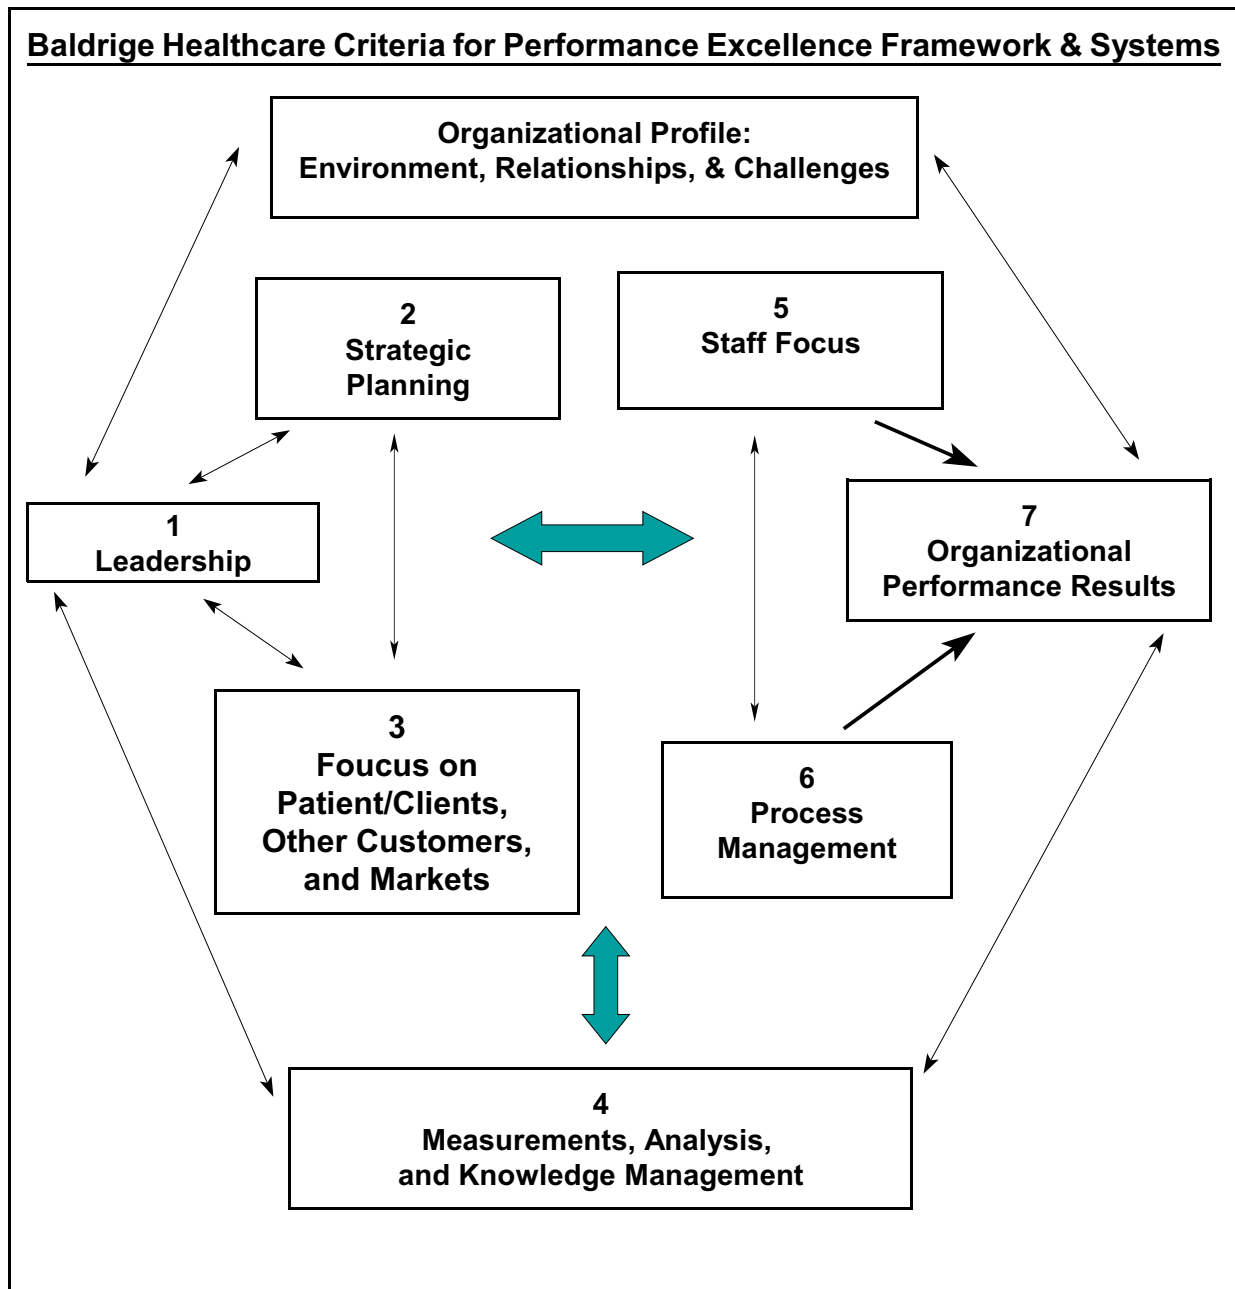 Baldrige Healthcare Criteria for Performance Excellence Framework & Systems
Organizational Profile:
Environment, Relationships, & Challenges
2
Strategic
Planning
5
Staff Focus
1
Leadership
7
Organizational
Performance Results
3
Foucus on
Patient/Clients,
Other Customers,
and Markets
6
Process
Management
4
Measurements, Analysis,
and Knowledge Management